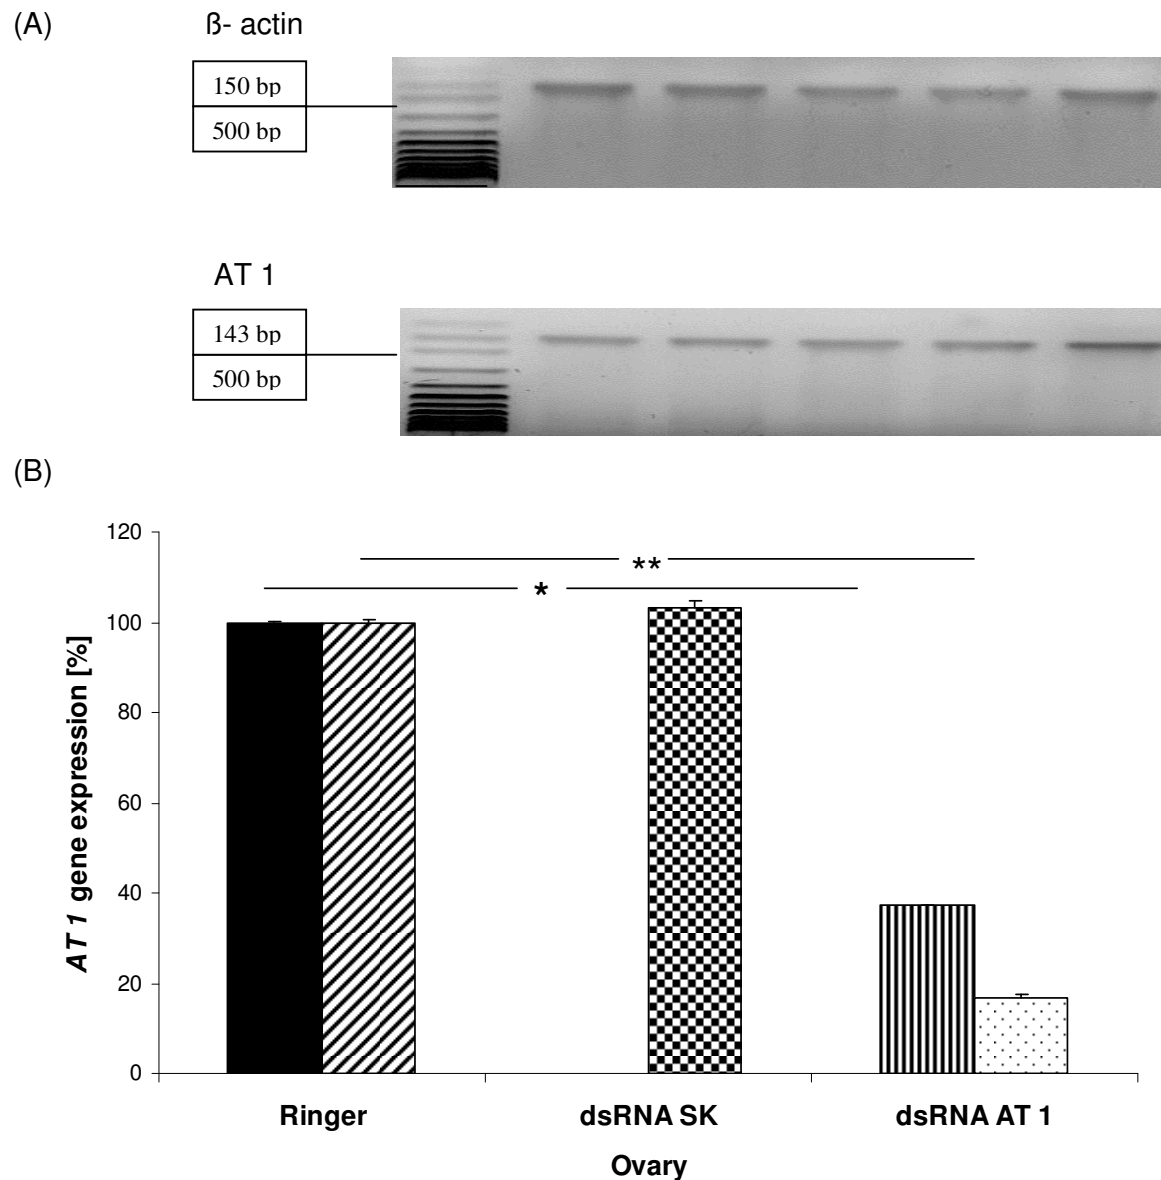 (A)
ß- actin
150 bp
500 bp
AT 1
143 bp
500 bp
(B)
120
100
80
60
40
20
0
AT 1 gene expression [%]
**
*
Ringer
dsRNA SK
dsRNA AT 1
Ovary